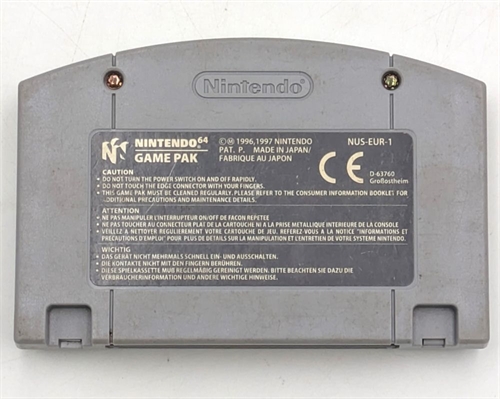 Nintendo
NINTENDO 64
GAME PAK
©Ⓜ 1996,1997 NINTENDO
PAT. P. MADE IN JAPAN/
FABRIQUE AU JAPON
NUS-EUR-1
CE
D-63760
Großostheim
CAUTION
• DO NOT TURN THE POWER SWITCH ON AND OFF RAPIDLY.
• DO NOT TOUCH THE EDGE CONNECTOR WITH YOUR FINGERS.
• THIS GAME PAK MUST BE CLEANED REGULARLY. PLEASE REFER TO THE CONSUMER INFORMATION BOOKLET FOR
ADDITIONAL PRECAUTIONS AND MAINTENANCE DETAILS.
ATTENTION
• NE PAS MANIPULER L'INTERRUPTEUR ON/OFF DE FACON REPETEE
• NE PAS TOUCHER AU CONNECTEUR PLAT DE LA CARTOUCHE NI A LA PRISE METALLIQUE INTERIEURE DE LA CONSOLE
• VEILLEZ A NETTOYER REGULIEREMENT VOTRE CARTOUCHE DE JEU. REFEREZ-VOUS A LA NOTICE "INFORMATIONS ET
PRECAUTIONS D'EMPLOI" POUR PLUS DE DETAILS SUR LA MANIPULATION ET L'ENTRETIEN DE VOTRE SYSTEME NINTENDO.
WICHTIG
• DAS GERÄT NICHT MEHRMALS SCHNELL EIN- UND AUSSCHALTEN.
• DIE KONTAKTE NICHT MIT DEN FINGERN BERÜHREN.
• DIESE SPIELKASSETTE MUß REGELMÄßIG GEREINIGT WERDEN. BITTE BEACHTEN SIE DAZU DIE
VERBRAUCHERINFORMATION UND ANDERE HINWEISE.